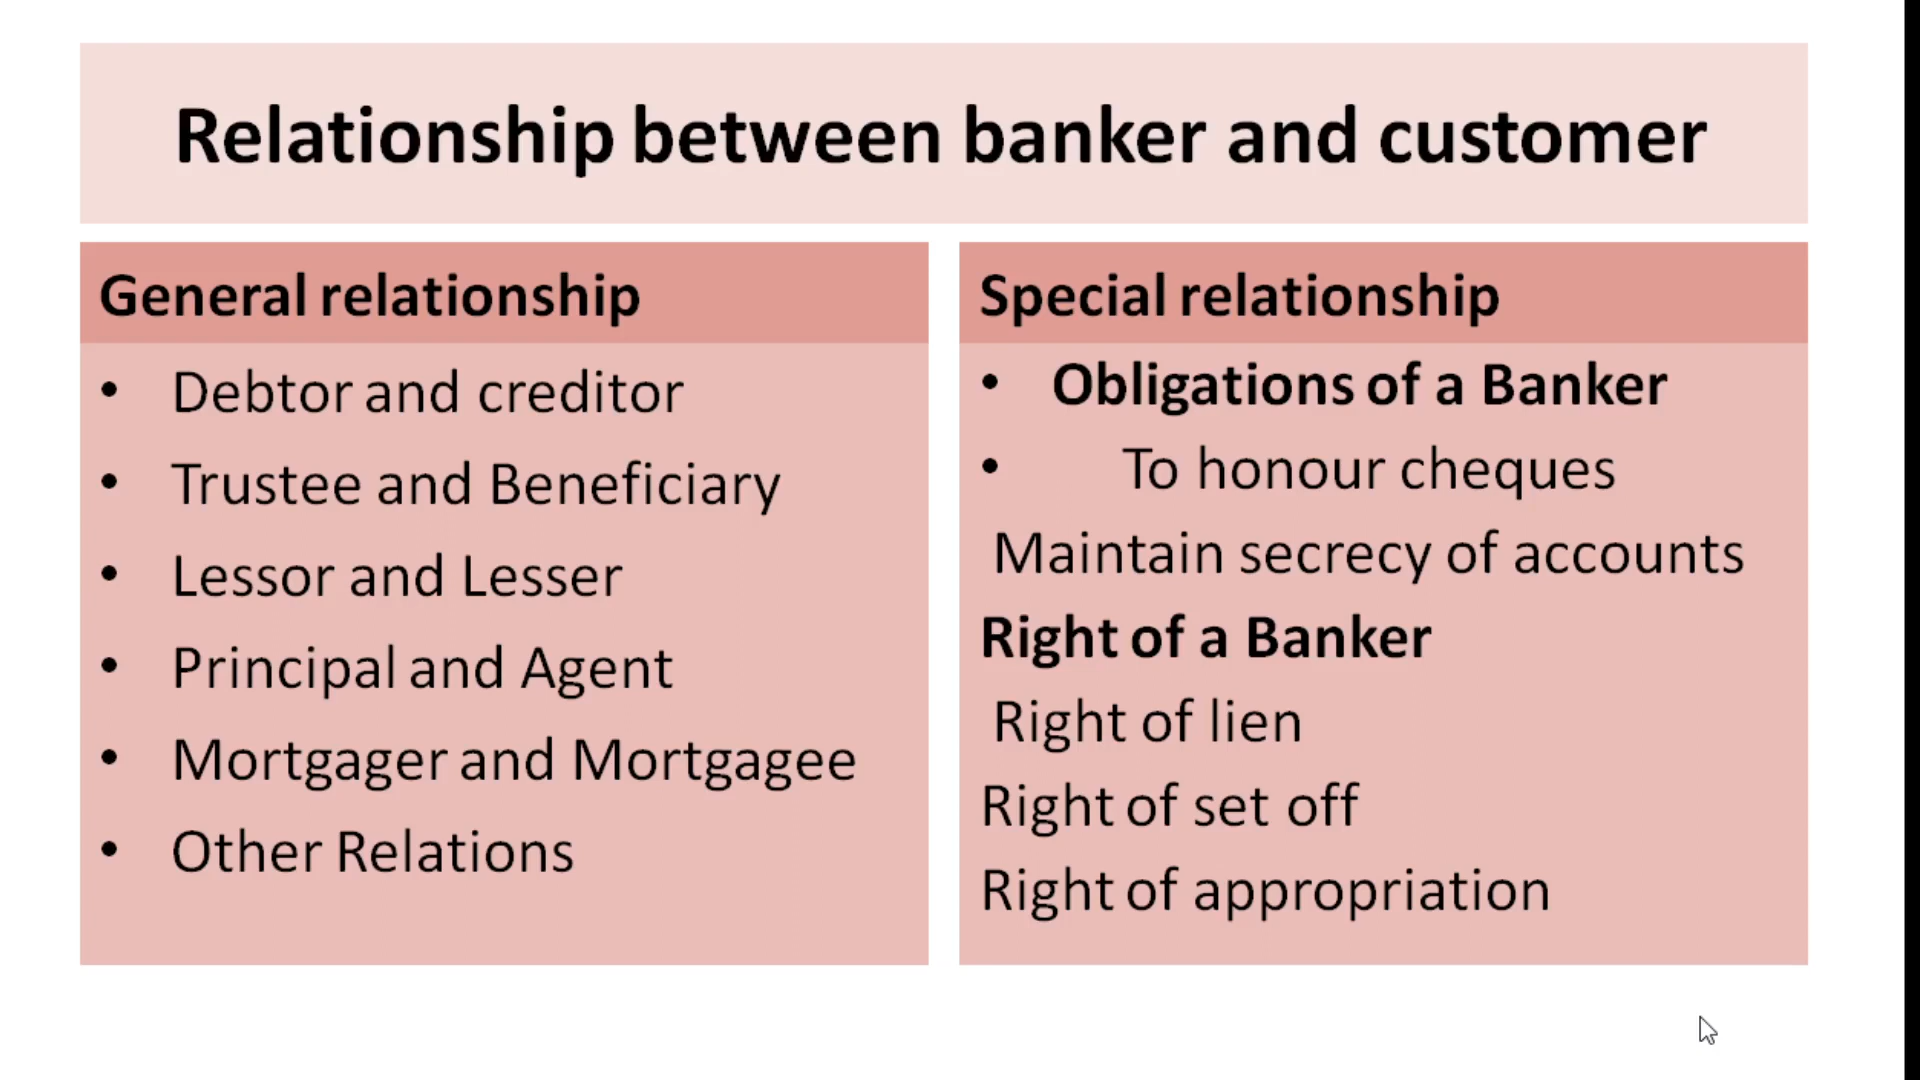 Relationship between banker and customer
General relationship
• Debtor and creditor
• Trustee and Beneficiary
• Lessor and Lesser
• Principal and Agent
• Mortgager and Mortgagee
• Other Relations
Special relationship
• Obligations of a Banker
• To honour cheques
Maintain secrecy of accounts
Right of a Banker
Right of lien
Right of set off
Right of appropriation